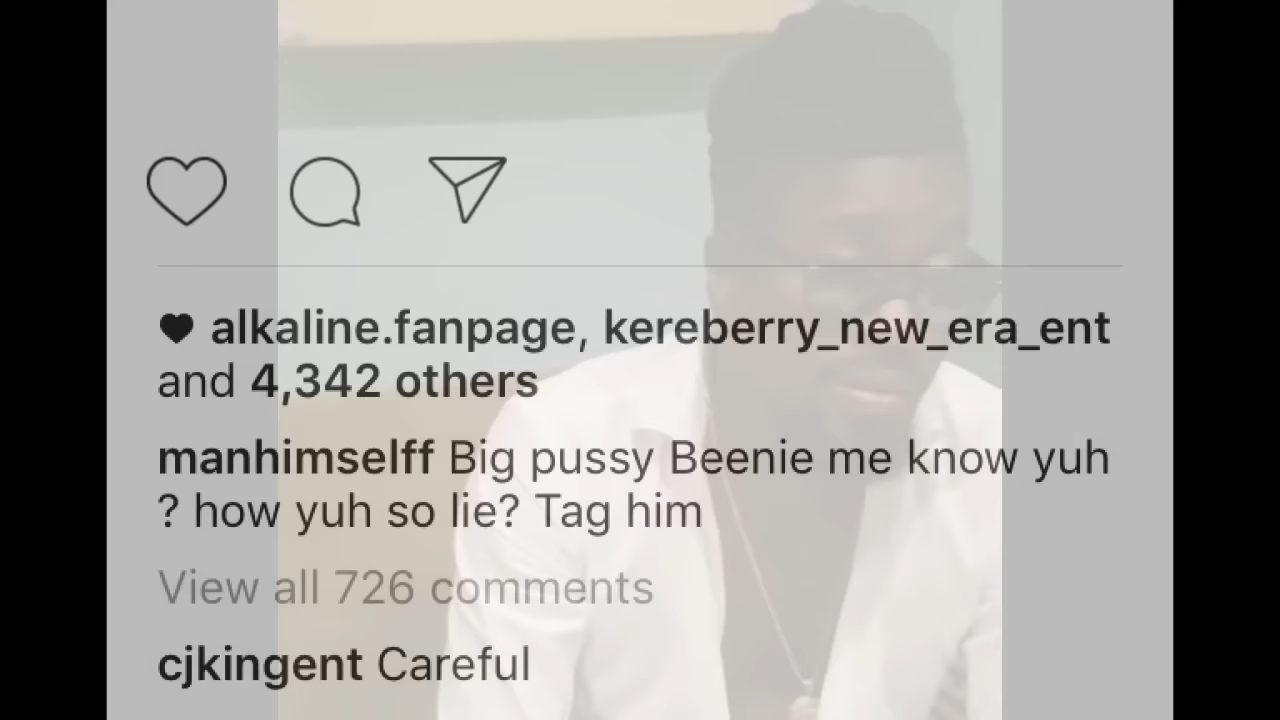 alkaline.fanpage, kereberry_new_era_ent
and 4,342 others
manhimselff Big pussy Beenie me know yuh
? how yuh so lie? Tag him
View all 726 comments
cjkingent Careful